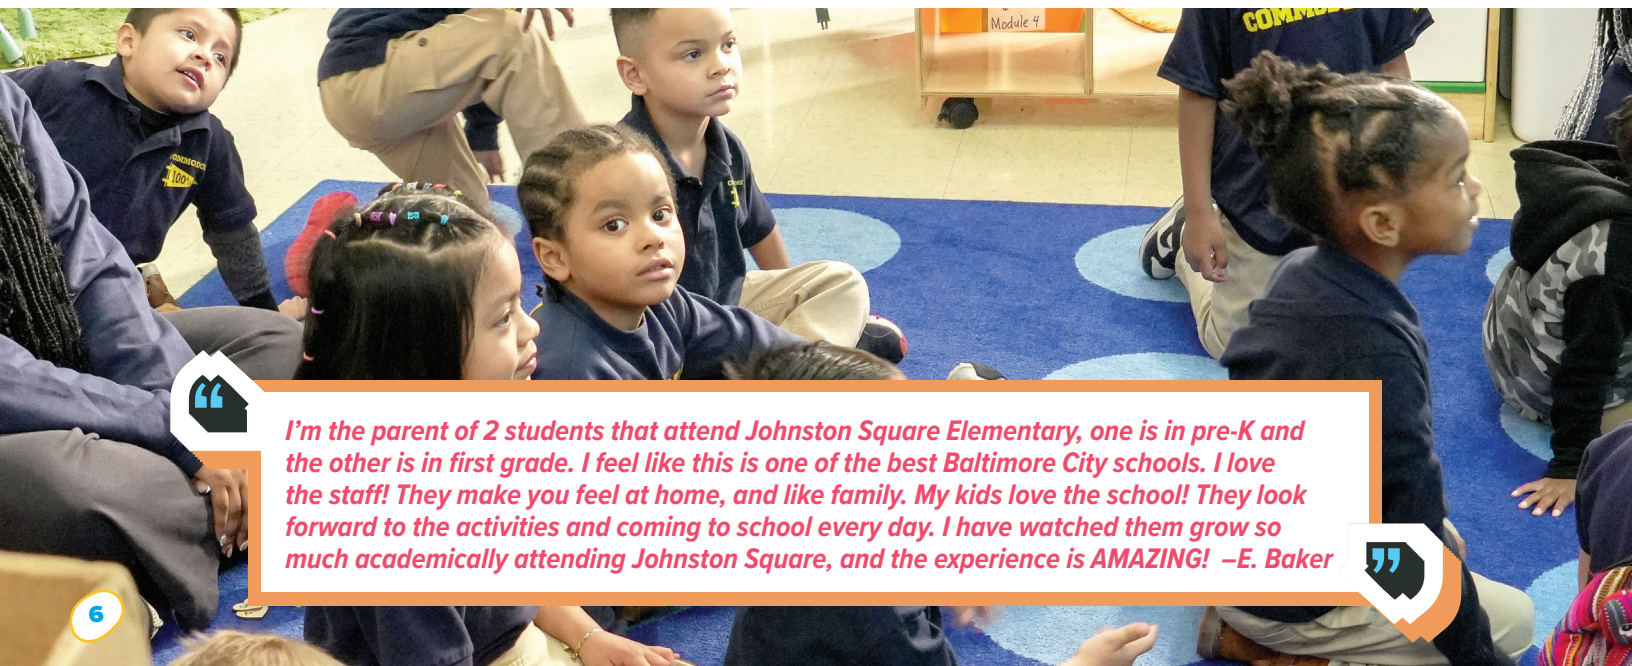 Module 4
COMMODO
COMMODO
100%
“
I’m the parent of 2 students that attend Johnston Square Elementary, one is in pre-K and
the other is in first grade. I feel like this is one of the best Baltimore City schools. I love
the staff! They make you feel at home, and like family. My kids love the school! They look
forward to the activities and coming to school every day. I have watched them grow so
much academically attending Johnston Square, and the experience is AMAZING! –E. Baker
”
6